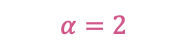 α = 2